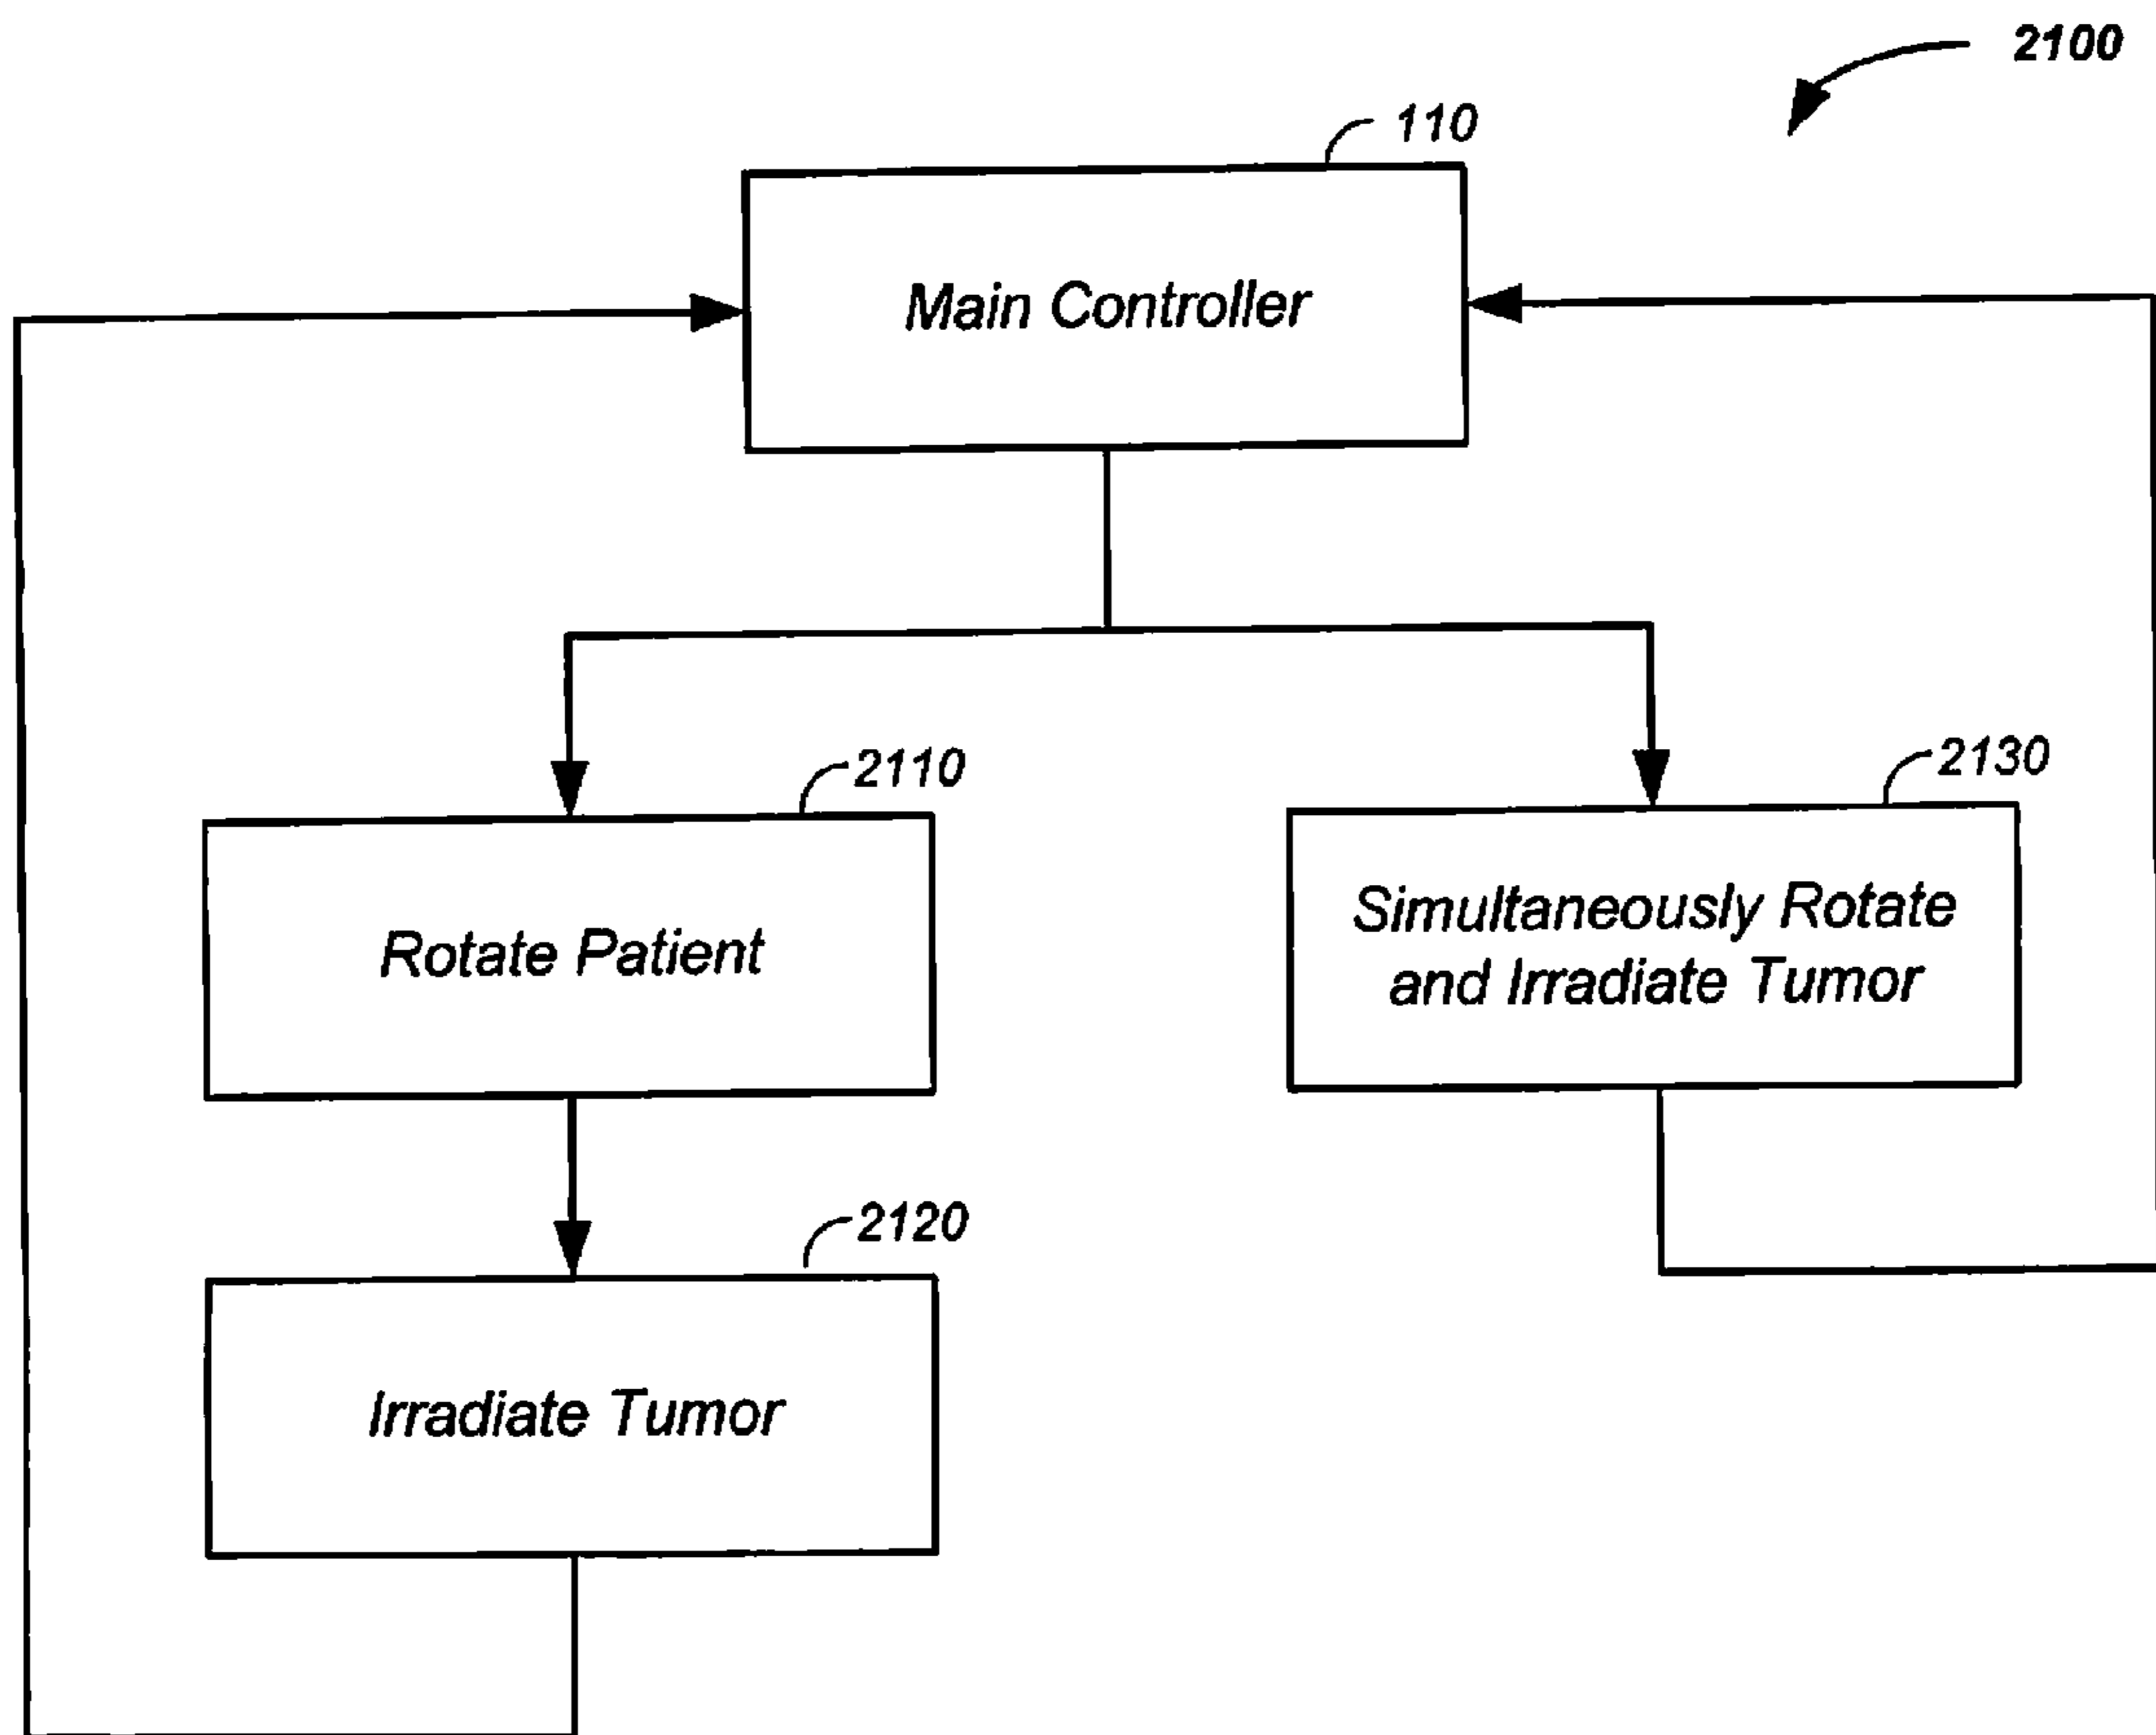 2100
110
Main Controller
2110
2130
Rotate Patient
Simultaneously Rotate
and Irradiate Tumor
2120
Irradiate Tumor